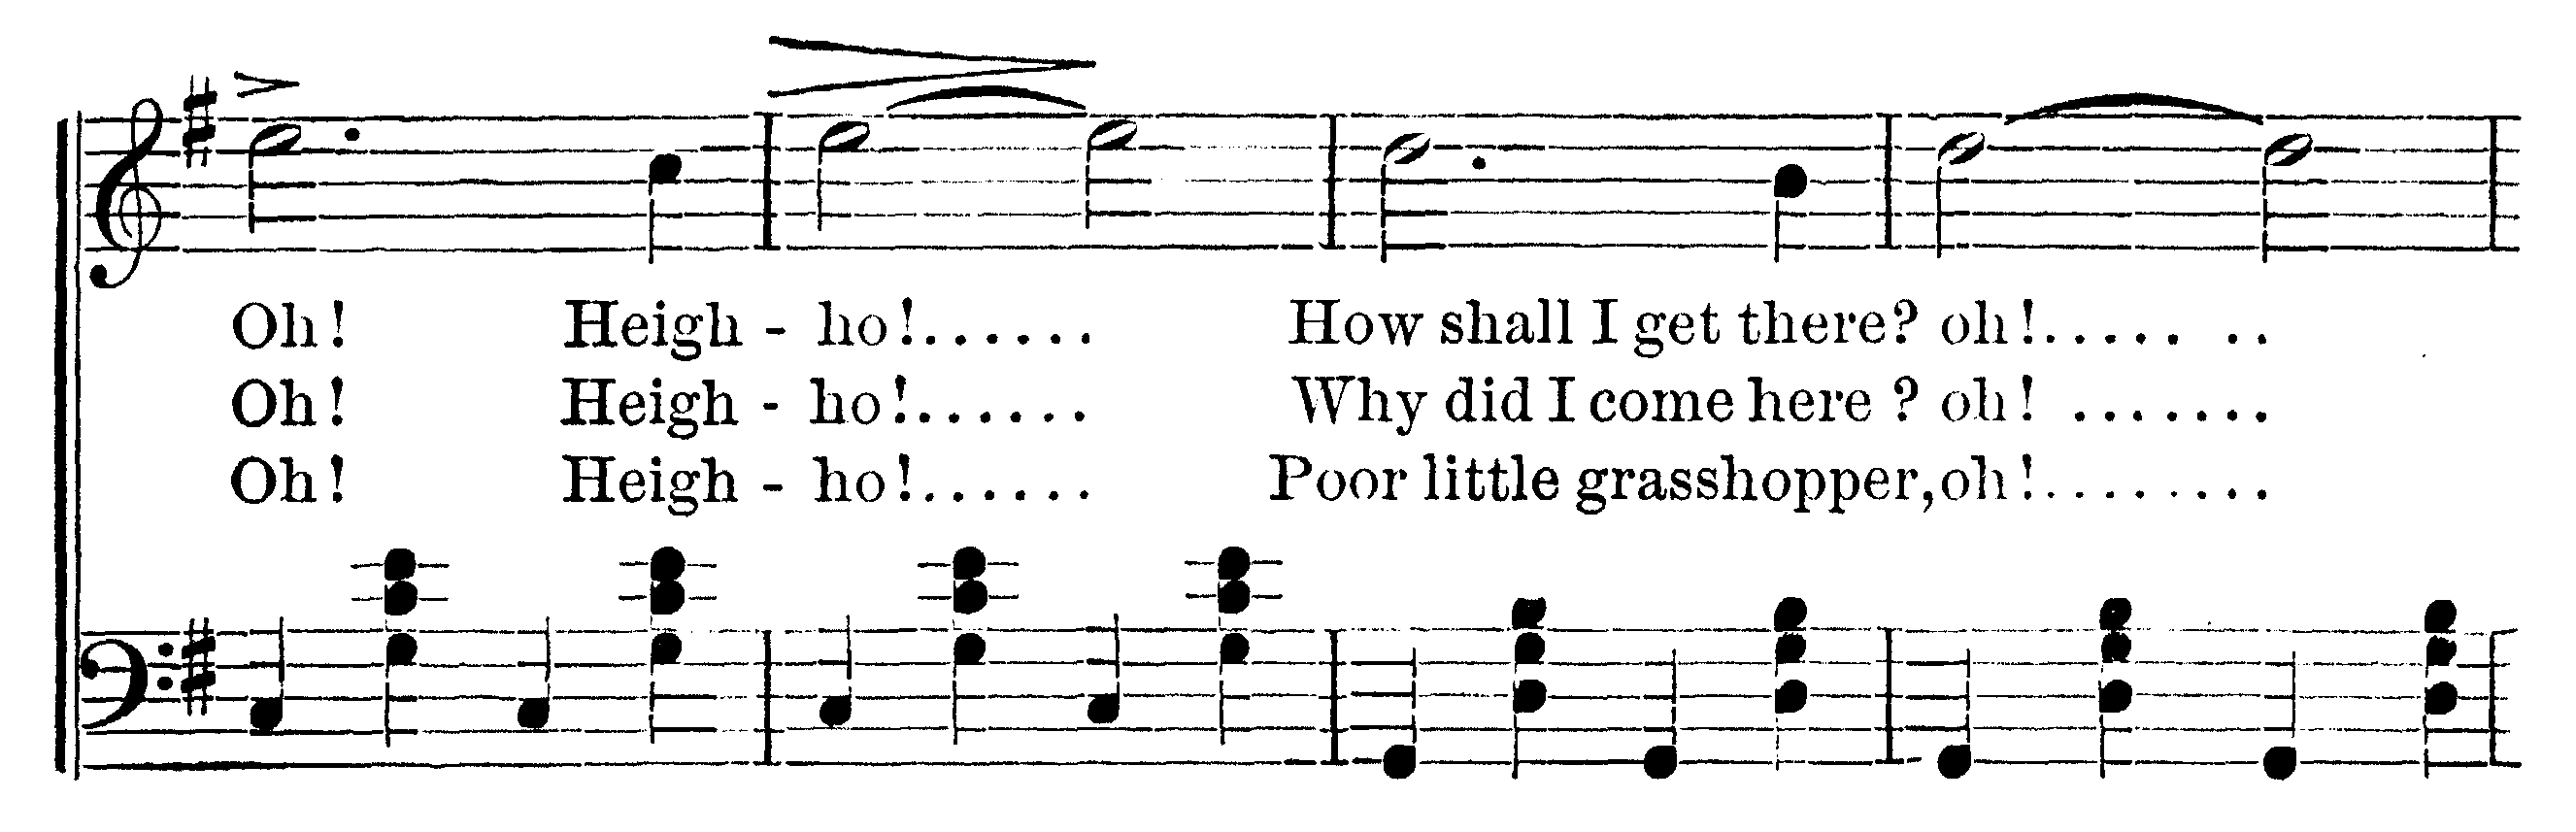 Oh! Heigh - ho!...... How shall I get there? oh!..... ..
Oh! Heigh - ho!...... Why did I come here ? oh! .......
Oh! Heigh - ho!...... Poor little grasshopper, oh!........